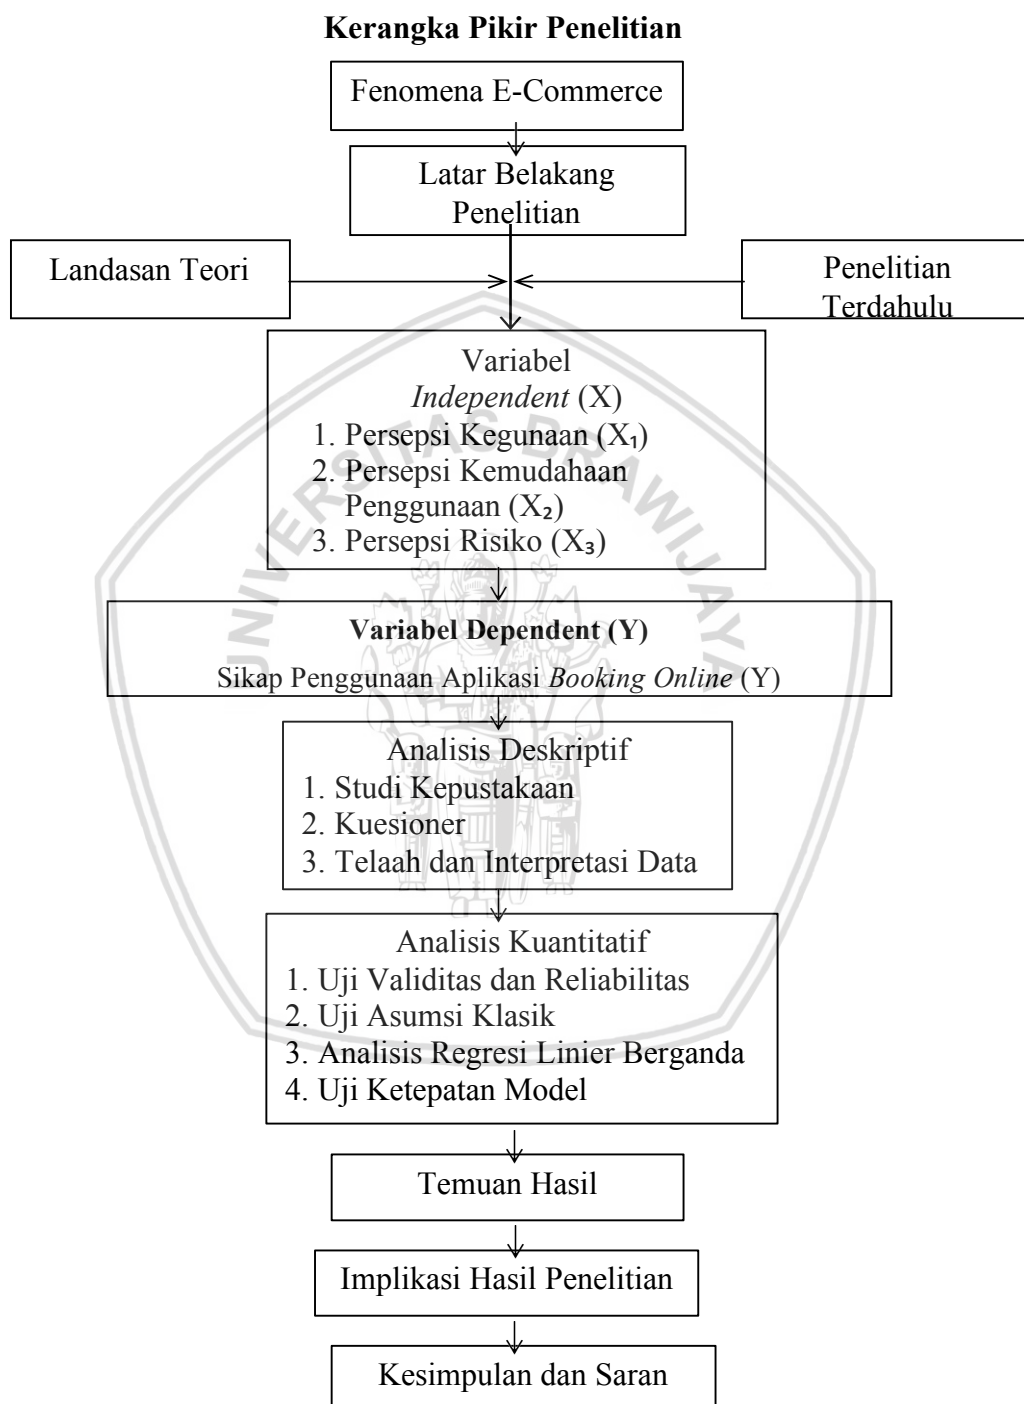 Kerangka Pikir Penelitian
Fenomena E-Commerce
Latar Belakang
Penelitian
Landasan Teori
Penelitian
Terdahulu
Variabel
Independent (X)
1. Persepsi Kegunaan (X₁)
2. Persepsi Kemudahaan
Penggunaan (X₂)
3. Persepsi Risiko (X₃)
Variabel Dependent (Y)
Sikap Penggunaan Aplikasi Booking Online (Y)
Analisis Deskriptif
1. Studi Kepustakaan
2. Kuesioner
3. Telaah dan Interpretasi Data
Analisis Kuantitatif
1. Uji Validitas dan Reliabilitas
2. Uji Asumsi Klasik
3. Analisis Regresi Linier Berganda
4. Uji Ketepatan Model
Temuan Hasil
Implikasi Hasil Penelitian
Kesimpulan dan Saran
UNIVERSITAS BRAWIJAYA